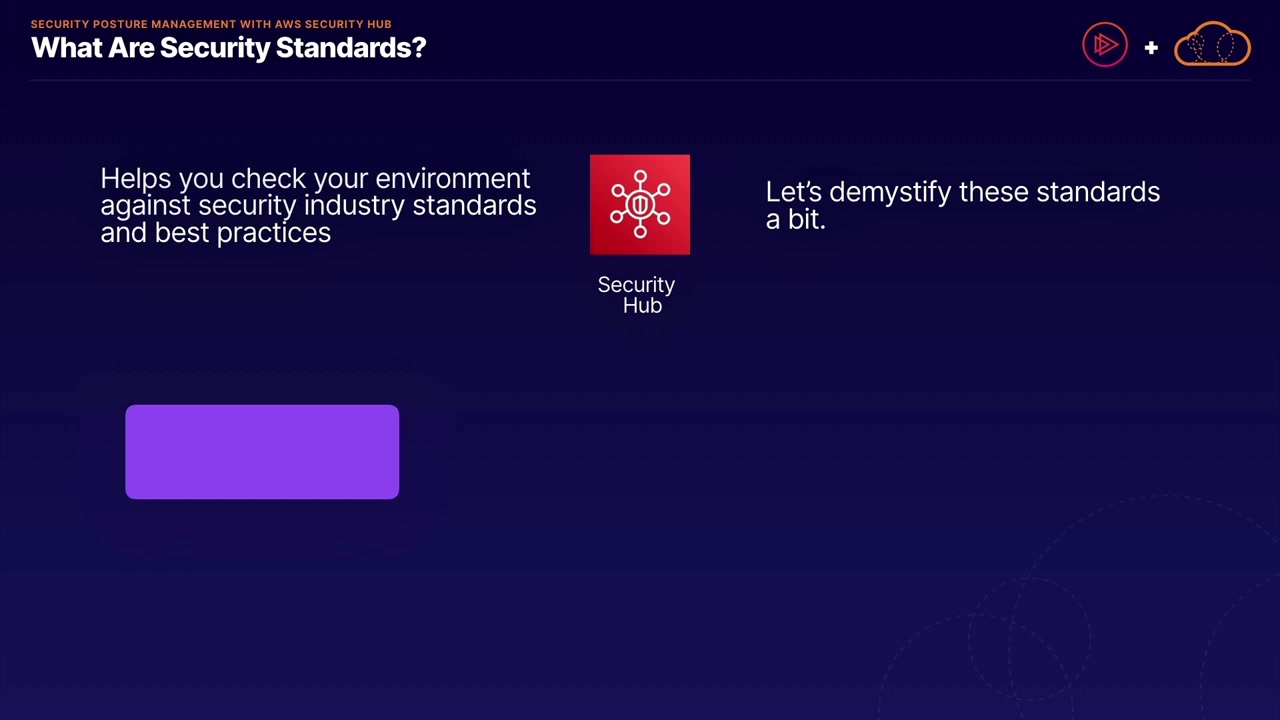 SECURITY POSTURE MANAGEMENT WITH AWS SECURITY HUB
What Are Security Standards?
Helps you check your environment
against security industry standards
and best practices
Security
Hub
Let’s demystify these standards
a bit.